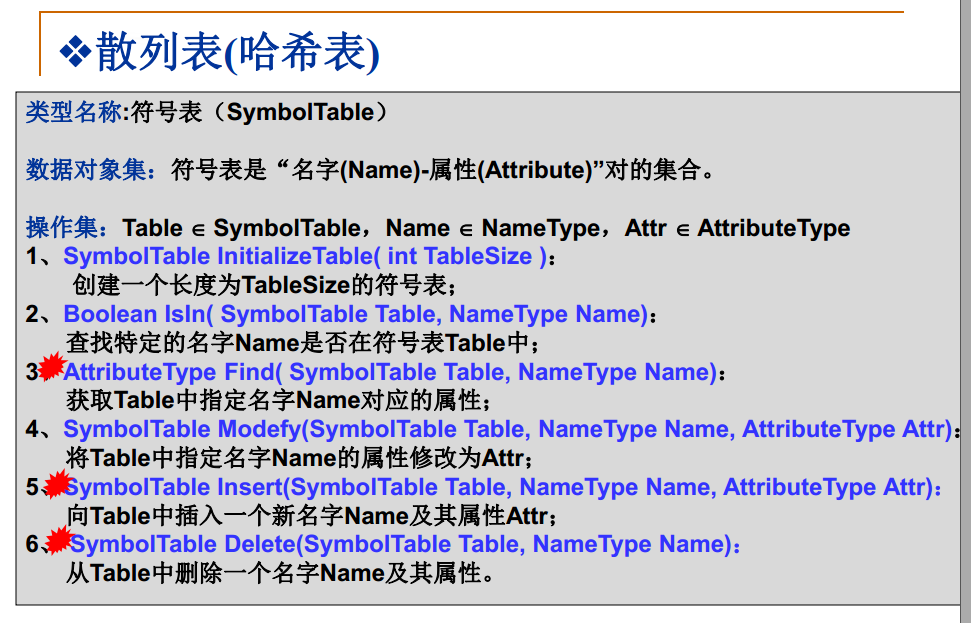 ❖散列表(哈希表)
类型名称:符号表（SymbolTable）
数据对象集：符号表是“名字(Name)-属性(Attribute)”对的集合。
操作集：Table ∈ SymbolTable，Name ∈ NameType，Attr ∈ AttributeType
1、SymbolTable InitializeTable( int TableSize )：
创建一个长度为TableSize的符号表；
2、Boolean IsIn( SymbolTable Table, NameType Name)：
查找特定的名字Name是否在符号表Table中；
3、AttributeType Find( SymbolTable Table, NameType Name)：
获取Table中指定名字Name对应的属性；
4、SymbolTable Modefy(SymbolTable Table, NameType Name, AttributeType Attr)：
将Table中指定名字Name的属性修改为Attr；
5、SymbolTable Insert(SymbolTable Table, NameType Name, AttributeType Attr)：
向Table中插入一个新名字Name及其属性Attr；
6、SymbolTable Delete(SymbolTable Table, NameType Name)：
从Table中删除一个名字Name及其属性。